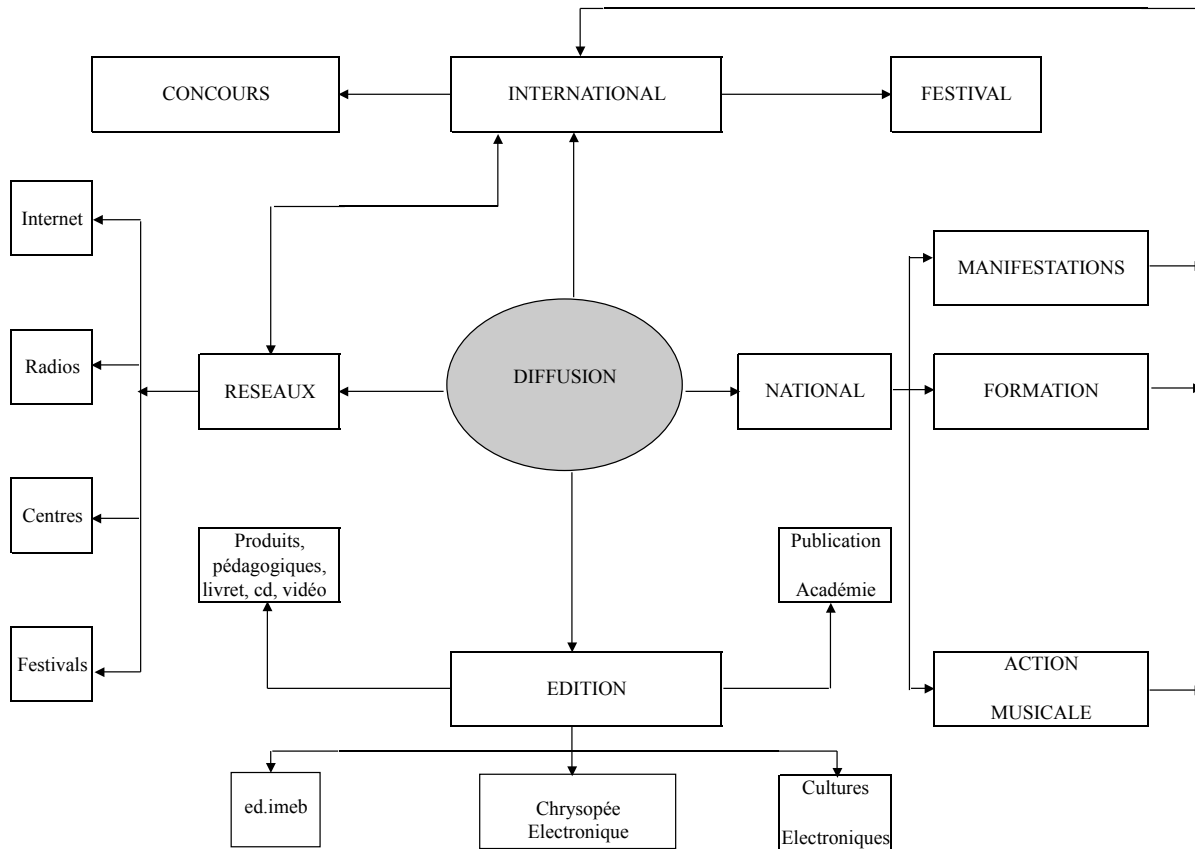 CONCOURS
INTERNATIONAL
FESTIVAL
Internet
MANIFESTATIONS
Radios
RESEAUX
DIFFUSION
NATIONAL
FORMATION
Centres
Produits,
pédagogiques,
livret, cd, vidéo
Publication
Académie
Festivals
EDITION
ACTION
MUSICALE
ed.imeb
Chrysopée
Electronique
Cultures
Electroniques